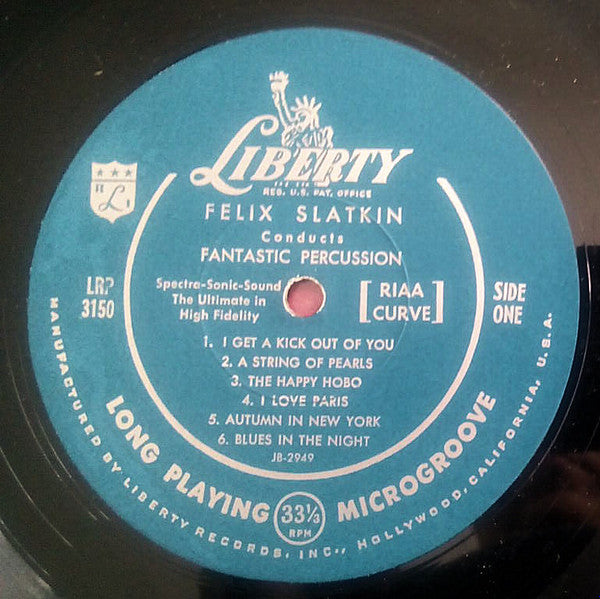 LIBERTY
REG. U.S. PAT. OFFICE
L
FELIX SLATKIN
Conducts
FANTASTIC PERCUSSION
LRP
3150
Spectra-Sonic-Sound
The Ultimate in
High Fidelity
[RIAA
CURVE]
SIDE
ONE
1. I GET A KICK OUT OF YOU
2. A STRING OF PEARLS
3. THE HAPPY HOBO
4. I LOVE PARIS
5. AUTUMN IN NEW YORK
6. BLUES IN THE NIGHT
JB-2949
LONG PLAYING 33⅓ RPM MICROGROOVE
MANUFACTURED BY LIBERTY RECORDS, INC., HOLLYWOOD, CALIFORNIA, U.S.A.